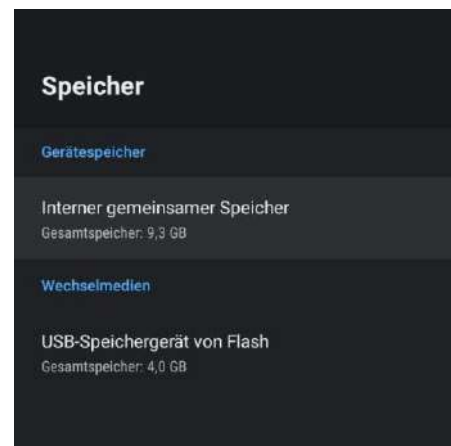 Speicher
Gerätespeicher
Interner gemeinsamer Speicher
Gesamtspeicher: 9,3 GB
Wechselmedien
USB-Speichergerät von Flash
Gesamtspeicher: 4,0 GB